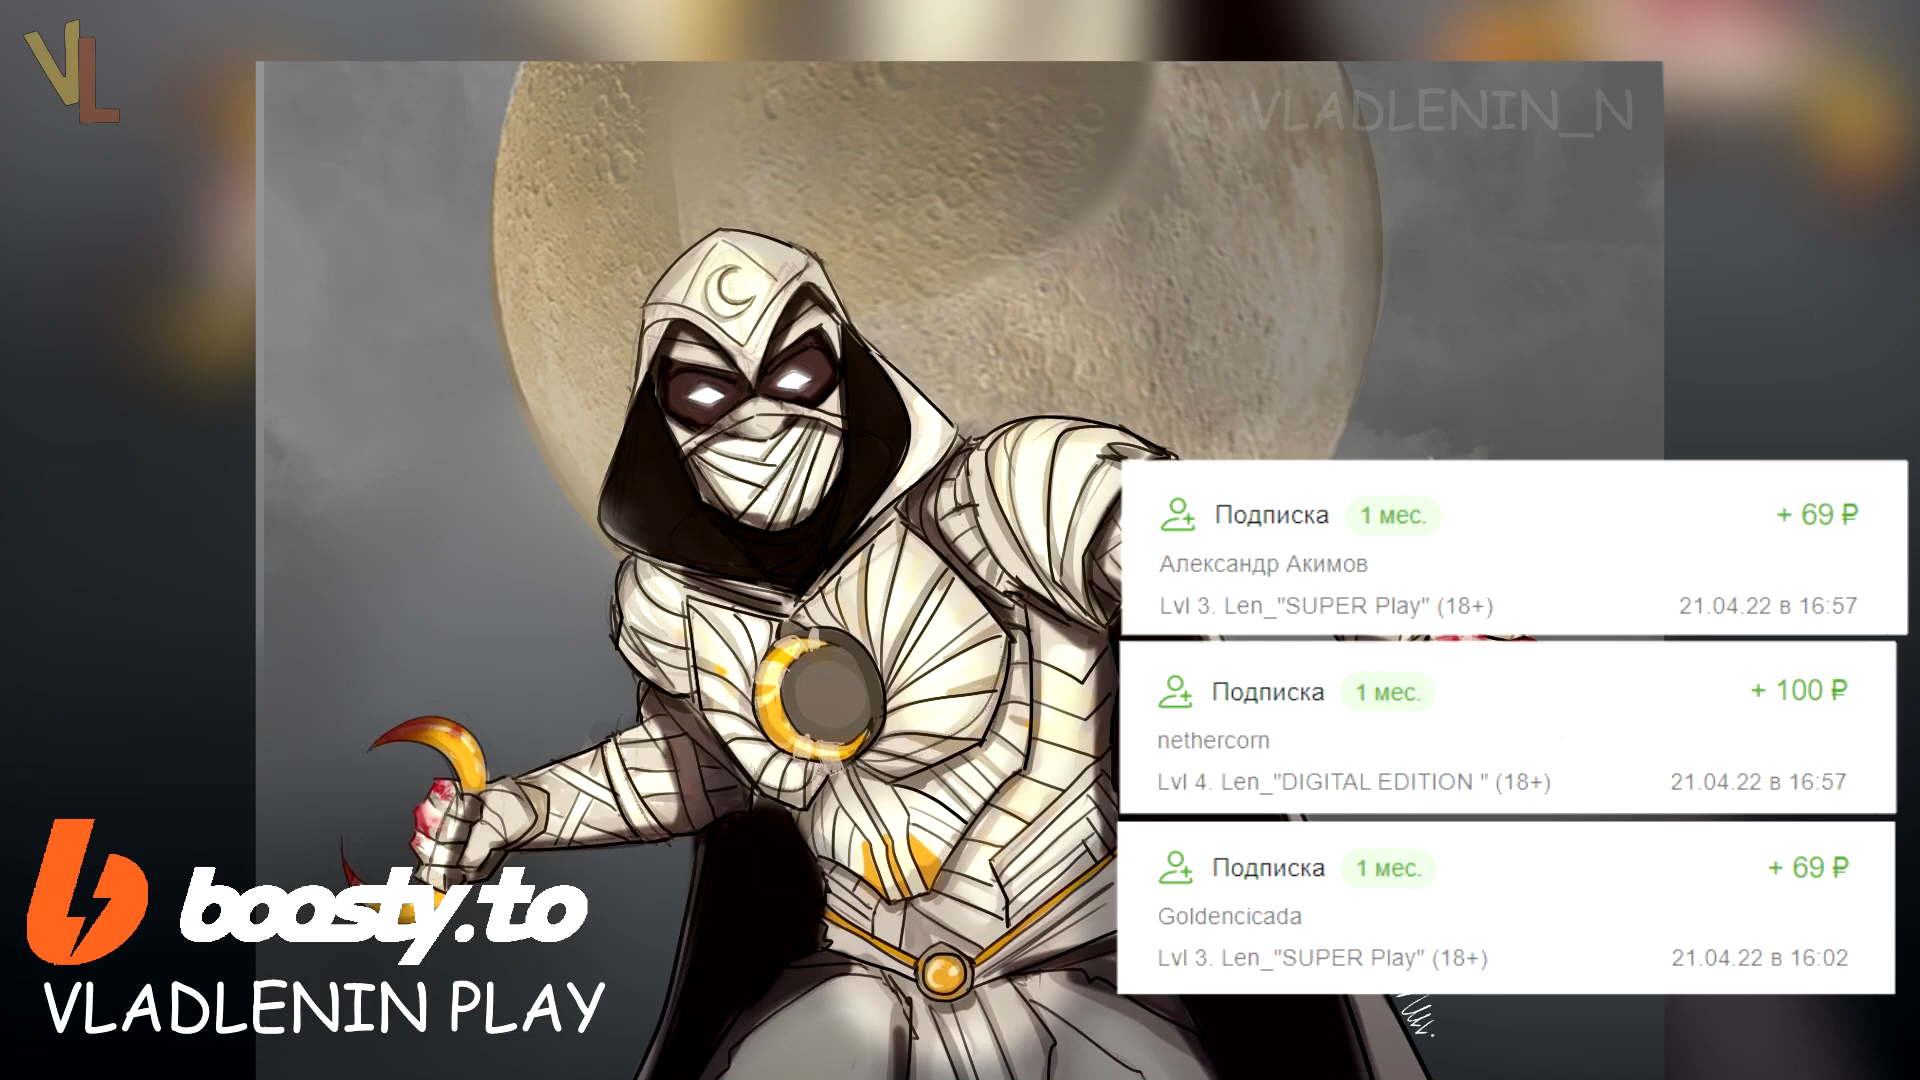 VL
VLADLENIN_N
Подписка 1 мес. + 69 ₽
Александр Акимов
Lvl 3. Len_"SUPER Play" (18+) 21.04.22 в 16:57
Подписка 1 мес. + 100 ₽
nethercorn
Lvl 4. Len_"DIGITAL EDITION " (18+) 21.04.22 в 16:57
Подписка 1 мес. + 69 ₽
Goldencicada
Lvl 3. Len_"SUPER Play" (18+) 21.04.22 в 16:02
boosty.to
VLADLENIN PLAY